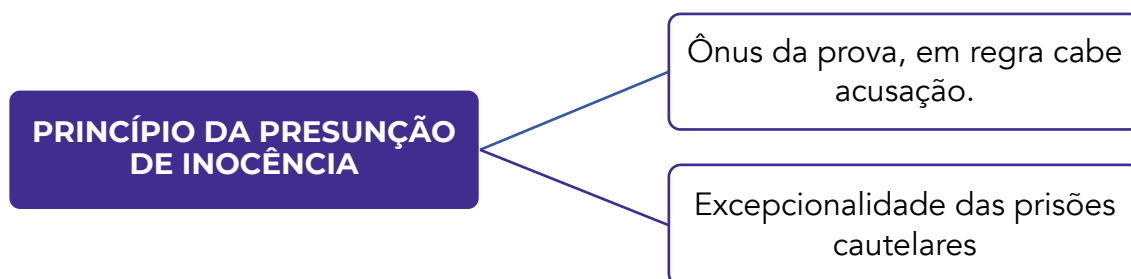 PRINCÍPIO DA PRESUNÇÃO
DE INOCÊNCIA
Ônus da prova, em regra cabe
acusação.
Excepcionalidade das prisões
cautelares